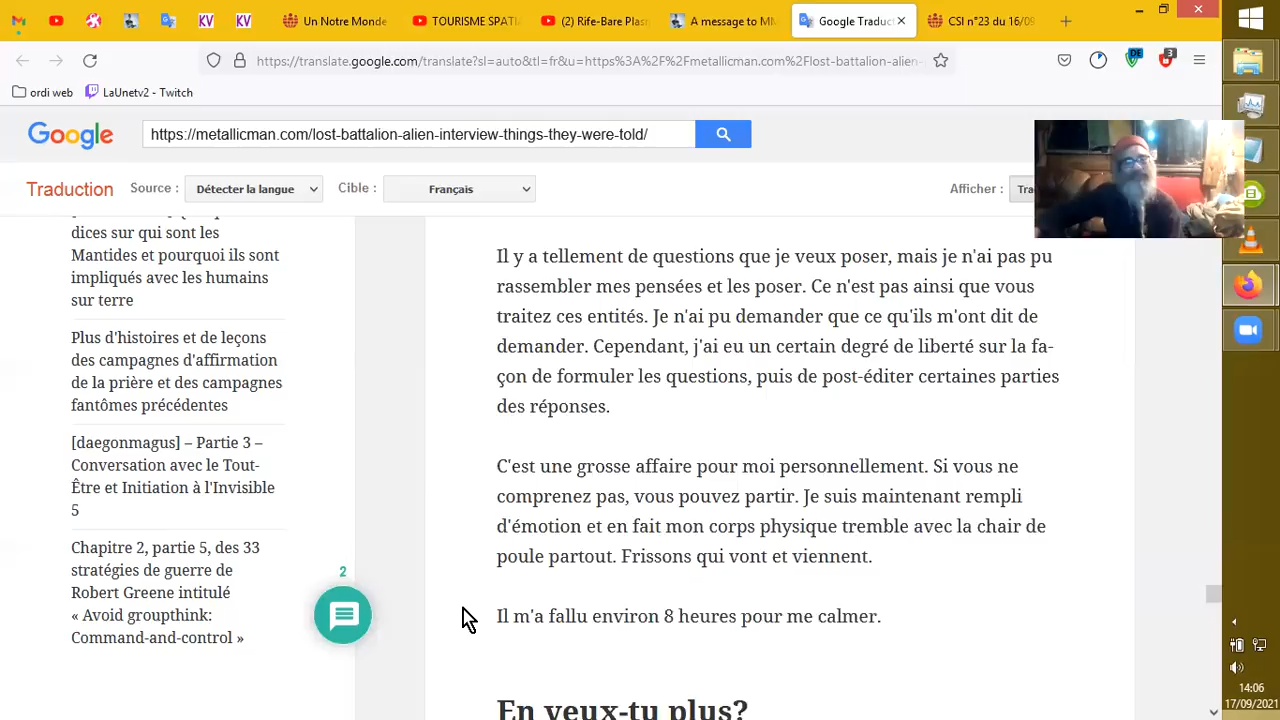 Un Notre Monde
TOURISME SPATI
(2) Rife-Bare Plasm
A message to MM
Google Traduct
CSI n°23 du 16/09
https://translate.google.com/translate?sl=auto&tl=fr&u=https%3A%2F%2Fmetallicman.com%2Flost-battalion-alien-
DE
3
ordi web
LaUnetv2 - Twitch
Google
https://metallicman.com/lost-battalion-alien-interview-things-they-were-told/
Traduction
Source :
Détecter la langue
Cible :
Français
Afficher :
Tra
dices sur qui sont les
Mantides et pourquoi ils sont
impliqués avec les humains
sur terre
Plus d'histoires et de leçons
des campagnes d'affirmation
de la prière et des campagnes
fantômes précédentes
[daegonmagus] – Partie 3 –
Conversation avec le Tout-
Être et Initiation à l'Invisible
5
Chapitre 2, partie 5, des 33
stratégies de guerre de
Robert Greene intitulé
« Avoid groupthink:
Command-and-control »
2
Il y a tellement de questions que je veux poser, mais je n'ai pas pu
rassembler mes pensées et les poser. Ce n'est pas ainsi que vous
traitez ces entités. Je n'ai pu demander que ce qu'ils m'ont dit de
demander. Cependant, j'ai eu un certain degré de liberté sur la fa-
çon de formuler les questions, puis de post-éditer certaines parties
des réponses.
C'est une grosse affaire pour moi personnellement. Si vous ne
comprenez pas, vous pouvez partir. Je suis maintenant rempli
d'émotion et en fait mon corps physique tremble avec la chair de
poule partout. Frissons qui vont et viennent.
Il m'a fallu environ 8 heures pour me calmer.
En veux-tu plus?
14:06
17/09/2021